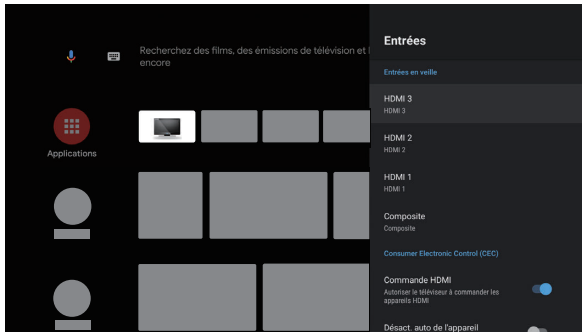 Recherchez des films, des émissions de télévision et
encore
Applications
Entrées
Entrées en veille
HDMI 3
HDMI 3
HDMI 2
HDMI 2
HDMI 1
HDMI 1
Composite
Composite
Consumer Electronic Control (CEC)
Commande HDMI
Autoriser le téléviseur à commander les
appareils HDMI
Désact. auto de l'appareil